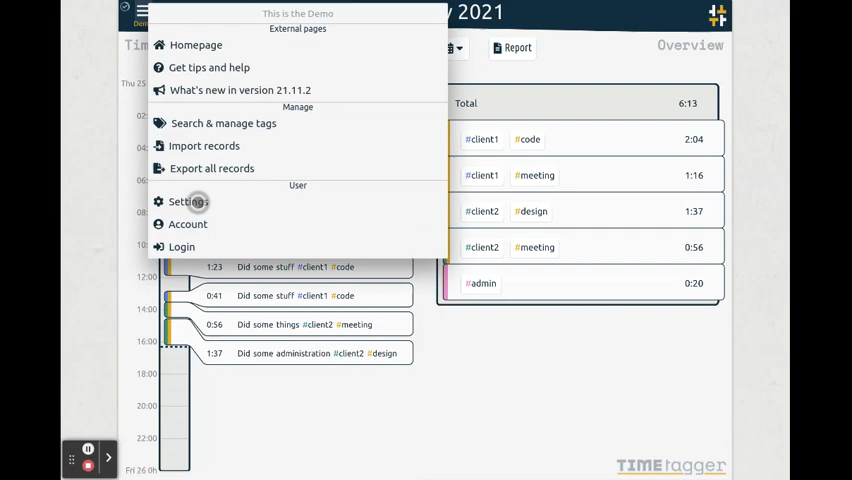 This is the Demo
External pages
Homepage
Get tips and help
What's new in version 21.11.2
Manage
Search & manage tags
Import records
Export all records
User
Settings
Account
Login
y 2021
Report
Overview
Total 6:13
#client1 #code 2:04
#client1 #meeting 1:16
#client2 #design 1:37
#client2 #meeting 0:56
#admin 0:20
Thu 25
02:
04:
06:
08:
10:
12:00
14:00
16:00
18:00
20:00
22:00
Fri 26 0h
1:23 Did some stuff #client1 #code
0:41 Did some stuff #client1 #code
0:56 Did some things #client2 #meeting
1:37 Did some administration #client2 #design
TIMEtagger